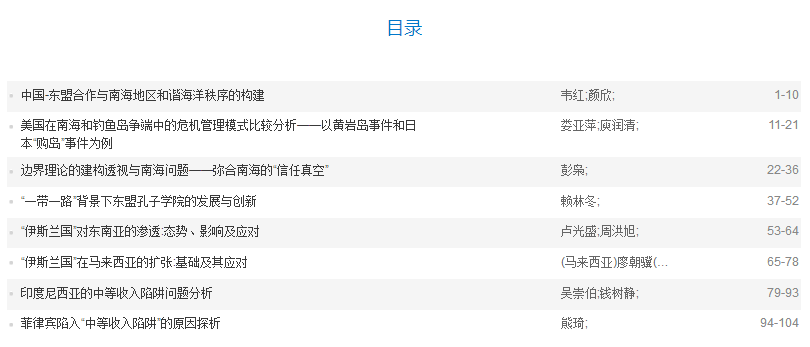 目录
中国-东盟合作与南海地区和谐海洋秩序的构建 韦红;颜欣; 1-10
美国在南海和钓鱼岛争端中的危机管理模式比较分析——以黄岩岛事件和日 娄亚萍;庾润清; 11-21
本“购岛”事件为例
边界理论的建构透视与南海问题——弥合南海的“信任真空” 彭枭; 22-36
“一带一路”背景下东盟孔子学院的发展与创新 赖林冬; 37-52
“伊斯兰国”对东南亚的渗透:态势、影响及应对 卢光盛;周洪旭; 53-64
“伊斯兰国”在马来西亚的扩张:基础及其应对 (马来西亚)廖朝骥(... 65-78
印度尼西亚的中等收入陷阱问题分析 吴崇伯;钱树静; 79-93
菲律宾陷入“中等收入陷阱”的原因探析 熊琦; 94-104